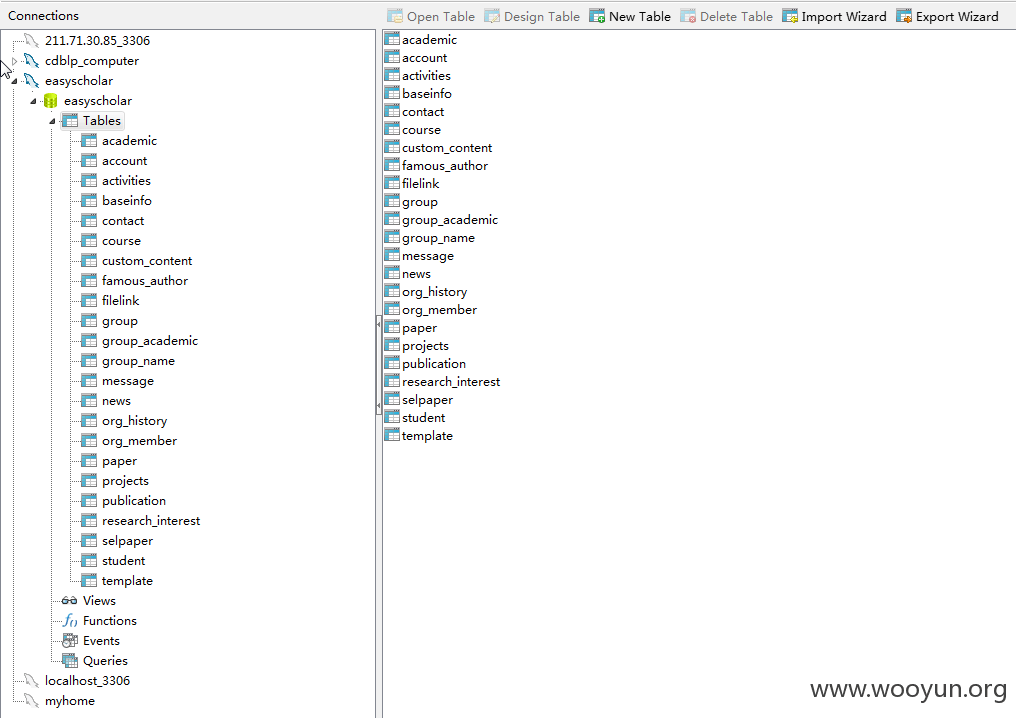 Connections
Open Table Design Table New Table Delete Table Import Wizard Export Wizard
211.71.30.85_3306
cdblp_computer
easyscholar
easyscholar
Tables
academic
account
activities
baseinfo
contact
course
custom_content
famous_author
filelink
group
group_academic
group_name
message
news
org_history
org_member
paper
projects
publication
research_interest
selpaper
student
template
Views
Functions
Events
Queries
localhost_3306
myhome
academic
account
activities
baseinfo
contact
course
custom_content
famous_author
filelink
group
group_academic
group_name
message
news
org_history
org_member
paper
projects
publication
research_interest
selpaper
student
template
www.wooyun.org